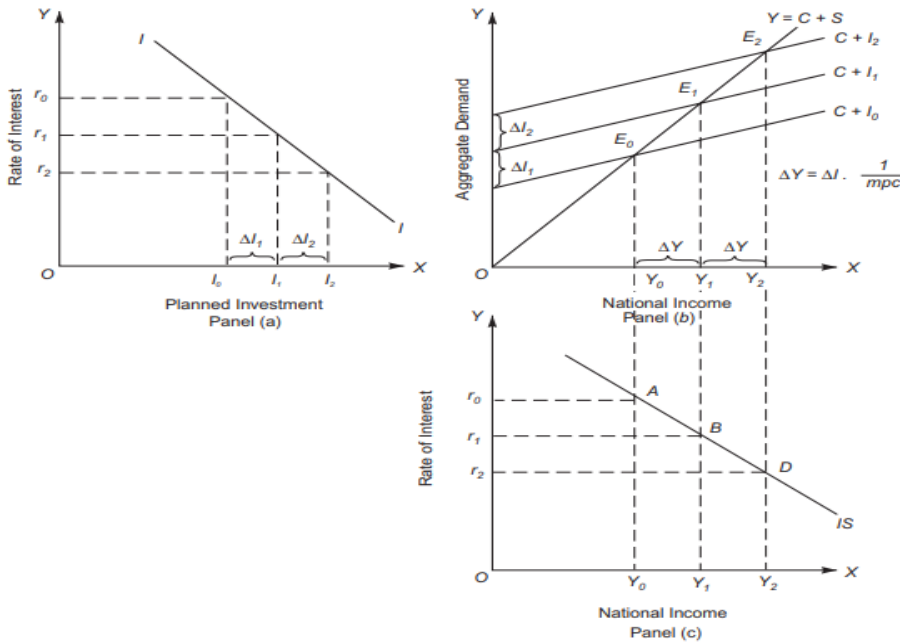 Y
I
r0
r1
r2
Rate of Interest
ΔI1 ΔI2
I
O
I0 I1 I2
X
Planned Investment
Panel (a)
Y
Y = C + S
E2
C + I2
E1
C + I1
E0
C + I0
ΔI2
ΔI1
Aggregate Demand
ΔY = ΔI . 1/mpc
ΔY ΔY
O
Y0 Y1 Y2
X
National Income
Panel (b)
Y
r0
A
r1
B
r2
D
Rate of Interest
IS
O
Y0 Y1 Y2
X
National Income
Panel (c)